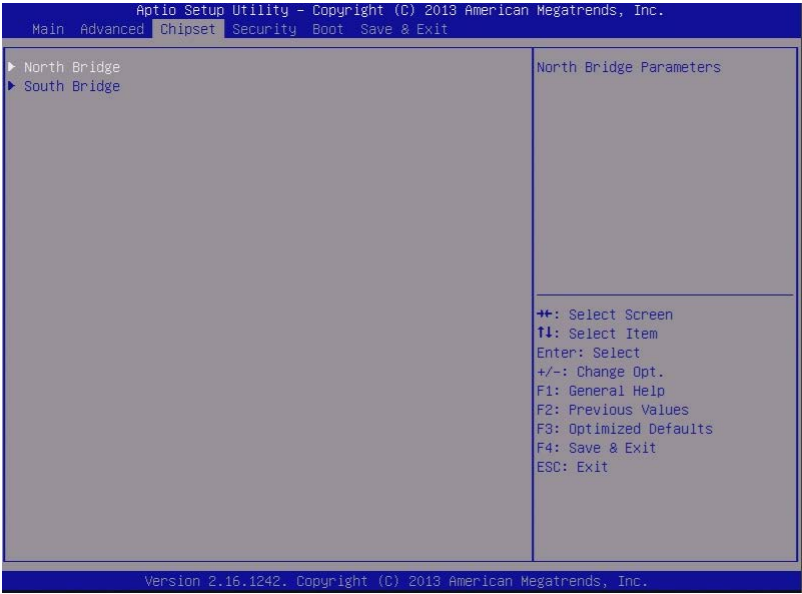 Aptio Setup Utility – Copyright (C) 2013 American Megatrends, Inc.
Main Advanced Chipset Security Boot Save & Exit
North Bridge
South Bridge
North Bridge Parameters
: Select Screen
↑↓: Select Item
Enter: Select
+/-: Change Opt.
F1: General Help
F2: Previous Values
F3: Optimized Defaults
F4: Save & Exit
ESC: Exit
Version 2.16.1242. Copyright (C) 2013 American Megatrends, Inc.